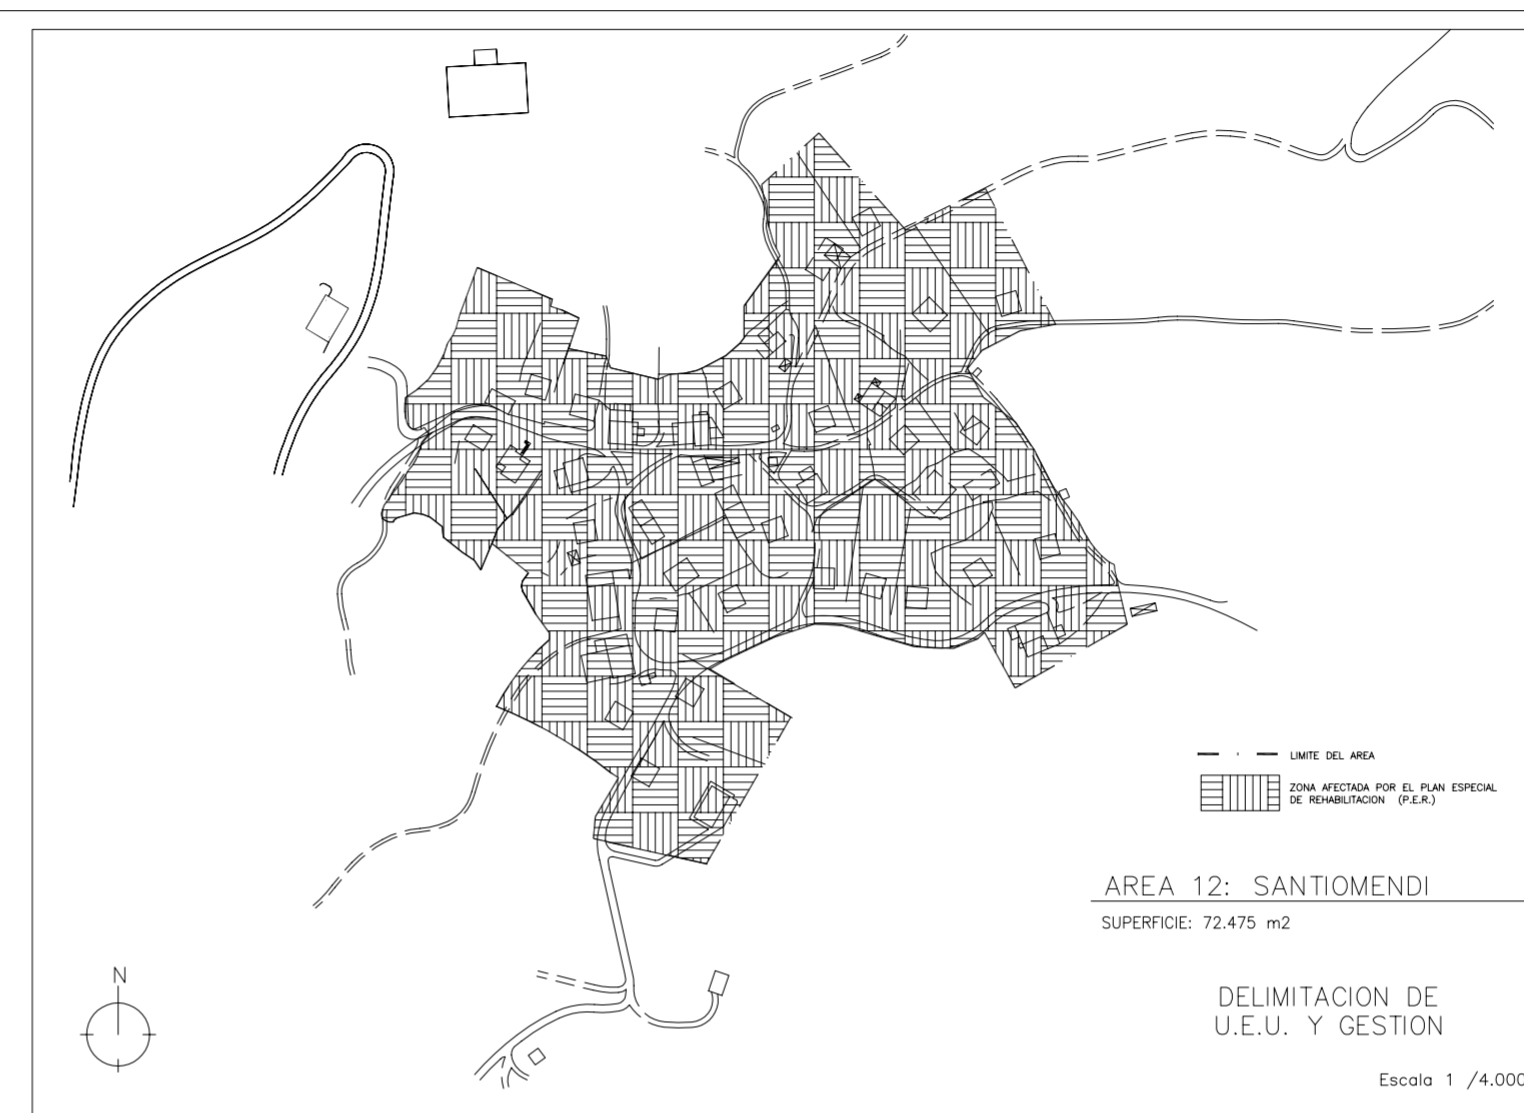 LIMITE DEL AREA
ZONA AFECTADA POR EL PLAN ESPECIAL
DE REHABILITACION (P.E.R.)
AREA 12: SANTIOMENDI
SUPERFICIE: 72.475 m2
N
DELIMITACION DE
U.E.U. Y GESTION
Escala 1 /4.000